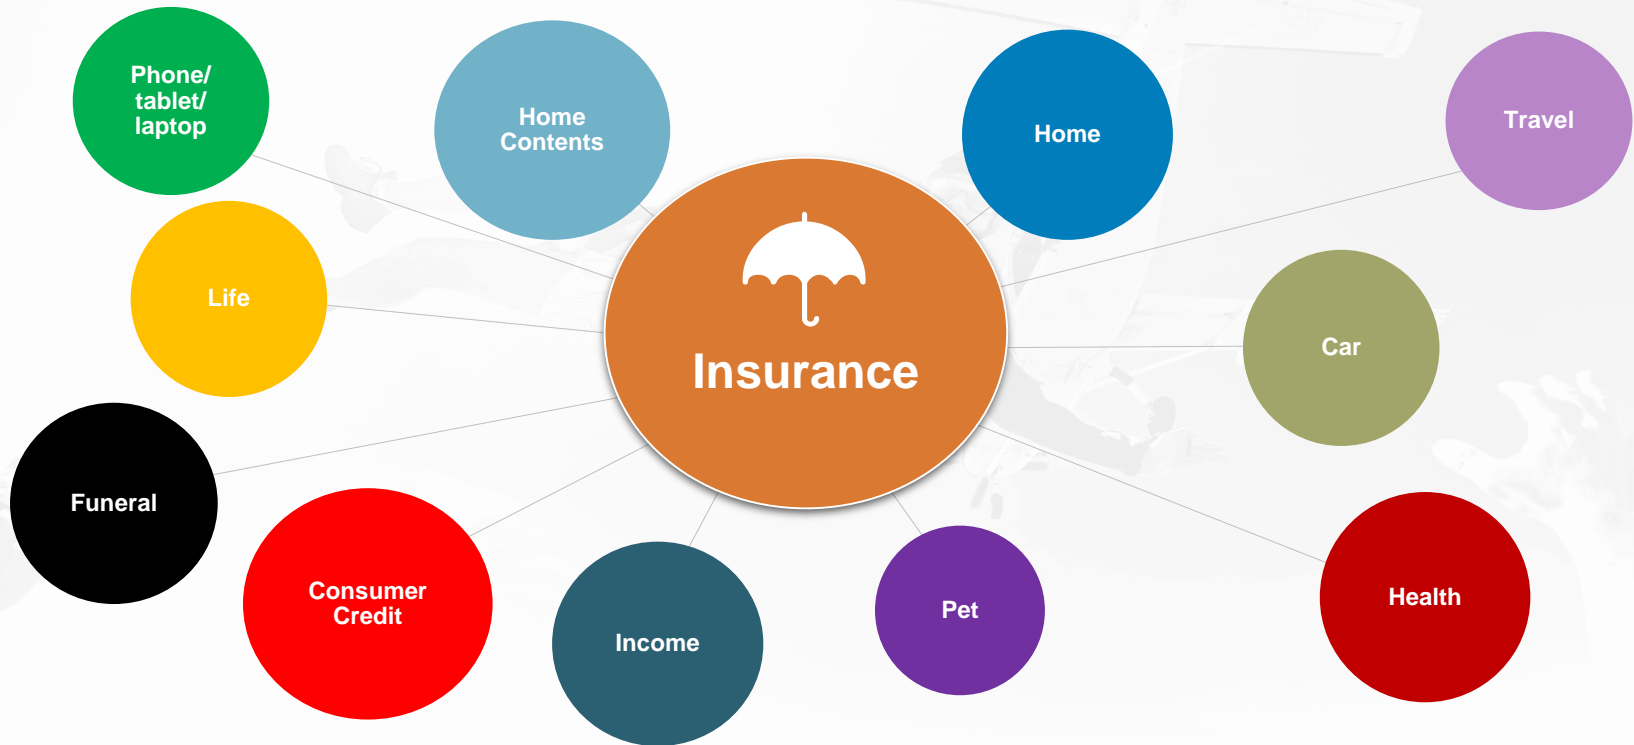 Phone/
tablet/
laptop
Home
Contents
Home
Travel
Life
Insurance
Car
Funeral
Consumer
Credit
Income
Pet
Health